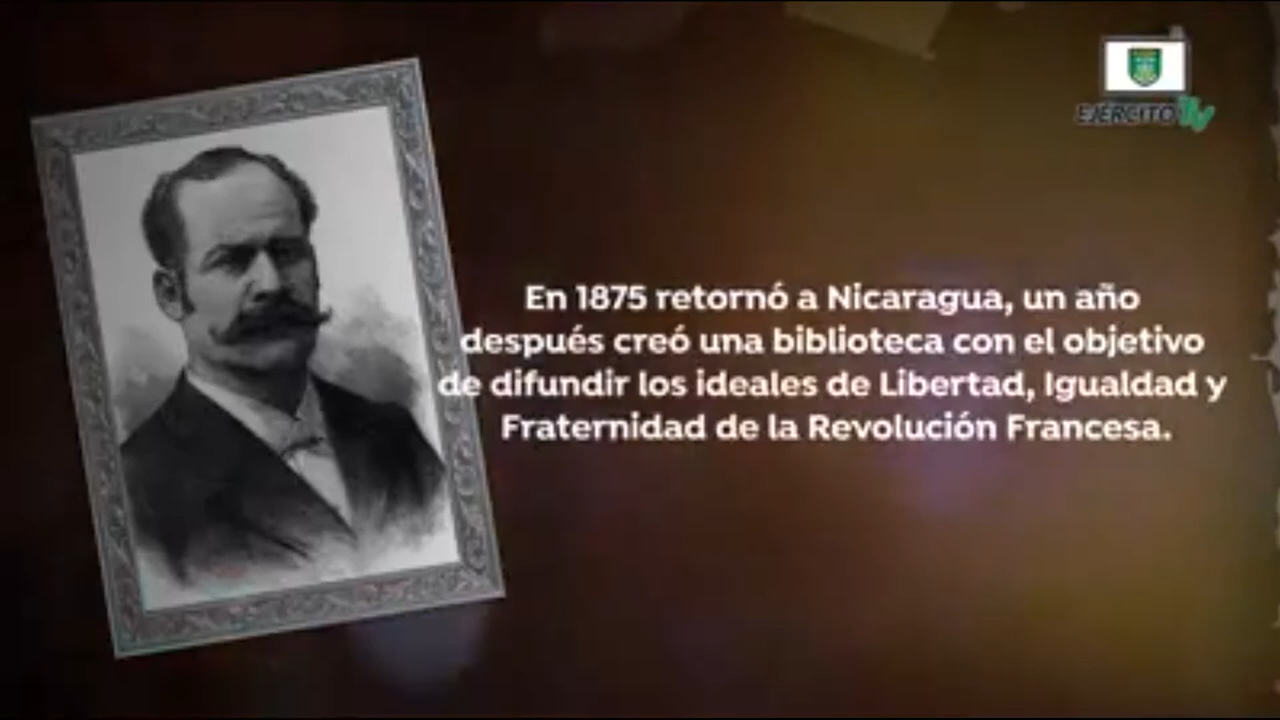 EJÉRCITO Tv
En 1875 retornó a Nicaragua, un año
después creó una biblioteca con el objetivo
de difundir los ideales de Libertad, Igualdad y
Fraternidad de la Revolución Francesa.